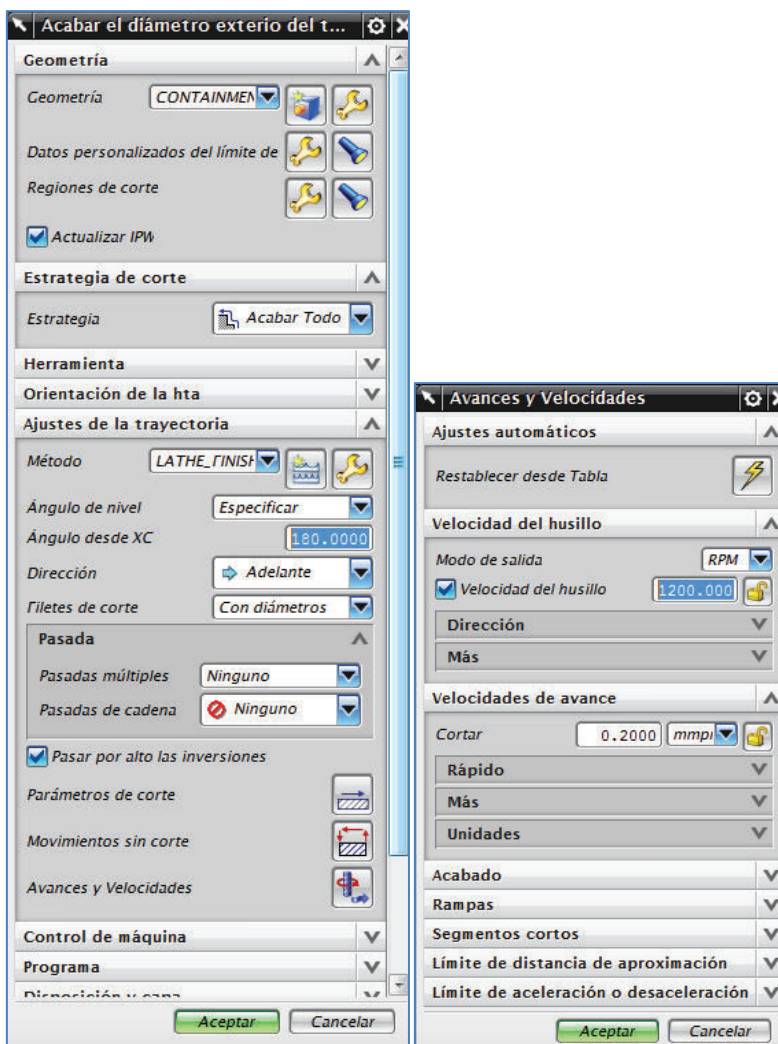 Acabar el diámetro exterio del t...
Geometría
Geometría CONTAINMEN
Datos personalizados del límite de
Regiones de corte
Actualizar IPW
Estrategia de corte
Estrategia Acabar Todo
Herramienta
Orientación de la hta
Ajustes de la trayectoria
Método LATHE_FINISH
Ángulo de nivel Especificar
Ángulo desde XC 180.0000
Dirección Adelante
Filetes de corte Con diámetros
Pasada
Pasadas múltiples Ninguno
Pasadas de cadena Ninguno
Pasar por alto las inversiones
Parámetros de corte
Movimientos sin corte
Avances y Velocidades
Control de máquina
Programa
Disposición y capa
Aceptar Cancelar
Avances y Velocidades
Ajustes automáticos
Restablecer desde Tabla
Velocidad del husillo
Modo de salida RPM
Velocidad del husillo 1200.000
Dirección
Más
Velocidades de avance
Cortar 0.2000 mmpr
Rápido
Más
Unidades
Acabado
Rampas
Segmentos cortos
Límite de distancia de aproximación
Límite de aceleración o desaceleración
Aceptar Cancelar